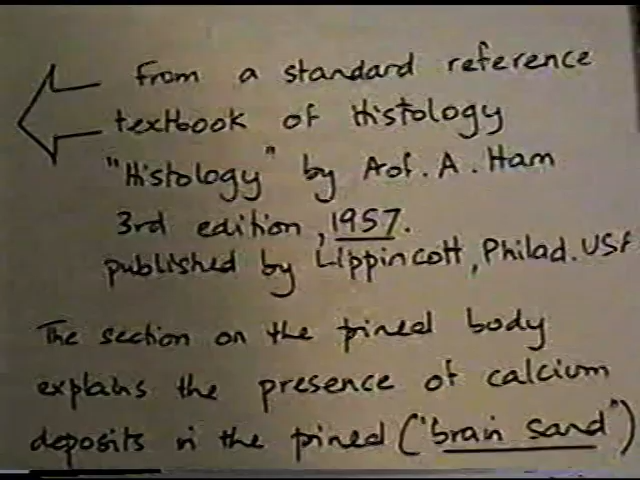 from a standard reference
textbook of Histology
"Histology" by Prof. A. Ham
3rd edition, 1957.
published by Lippincott, Philad. USA
The section on the pineal body
explains the presence of calcium
deposits in the pineal ("brain sand")